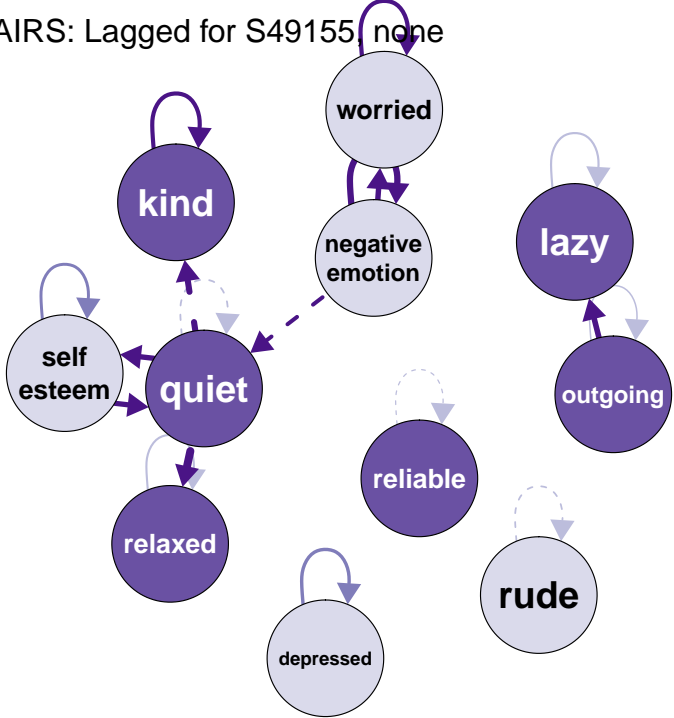 AIRS: Lagged for S49155, none
worried
kind
negative
emotion
lazy
self
esteem
quiet
outgoing
reliable
relaxed
rude
depressed